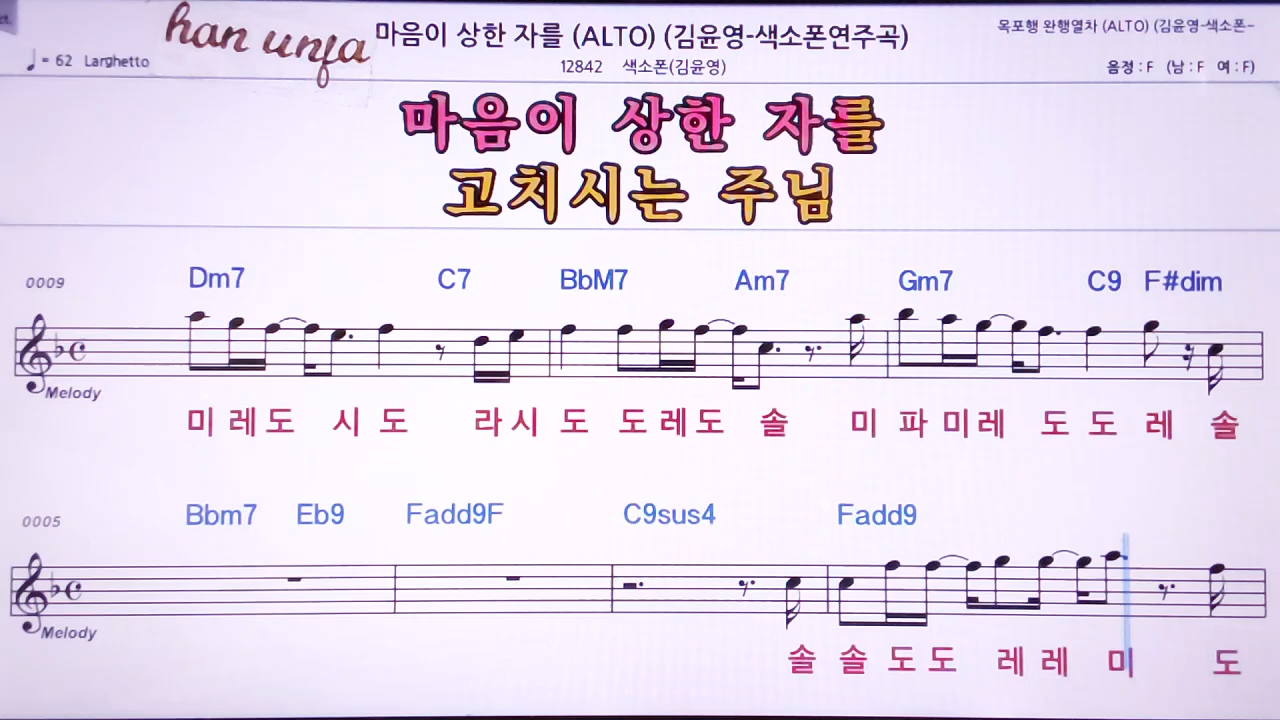 han unfa
마음이 상한 자를 (ALTO) (김윤영-색소폰연주곡)
목포행 완행열차 (ALTO) (김윤영-색소폰-
♩= 62 Larghetto
12842 색소폰(김윤영)
음정 : F (남 : F 여 : F)
마음이 상한 자를
고치시는 주님
0009 Dm7 C7 BbM7 Am7 Gm7 C9 F#dim
Melody
미 레 도 시 도 라 시 도 도 레 도 솔 미 파 미 레 도 도 레 솔
0005 Bbm7 Eb9 Fadd9F C9sus4 Fadd9
Melody
솔 솔 도 도 레 레 미 도